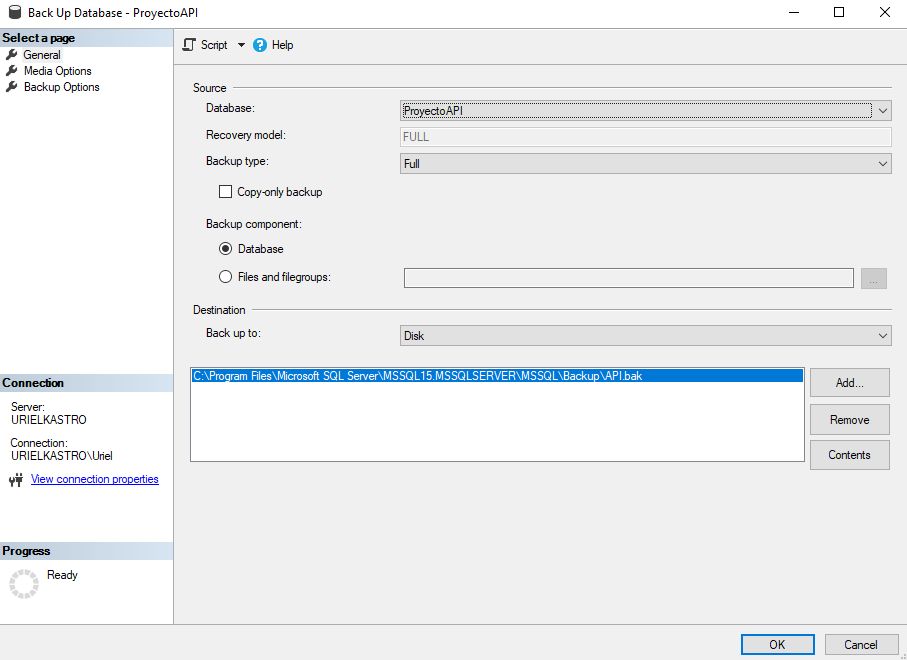 Back Up Database - ProyectoAPI
Select a page
General
Media Options
Backup Options
Script
Help
Source
Database:
ProyectoAPI
Recovery model:
FULL
Backup type:
Full
Copy-only backup
Backup component:
Database
Files and filegroups:
...
Destination
Back up to:
Disk
C:\Program Files\Microsoft SQL Server\MSSQL15.MSSQLSERVER\MSSQL\Backup\API.bak
Add...
Remove
Contents
Connection
Server:
URIELKASTRO
Connection:
URIELKASTRO\Uriel
View connection properties
Progress
Ready
OK
Cancel